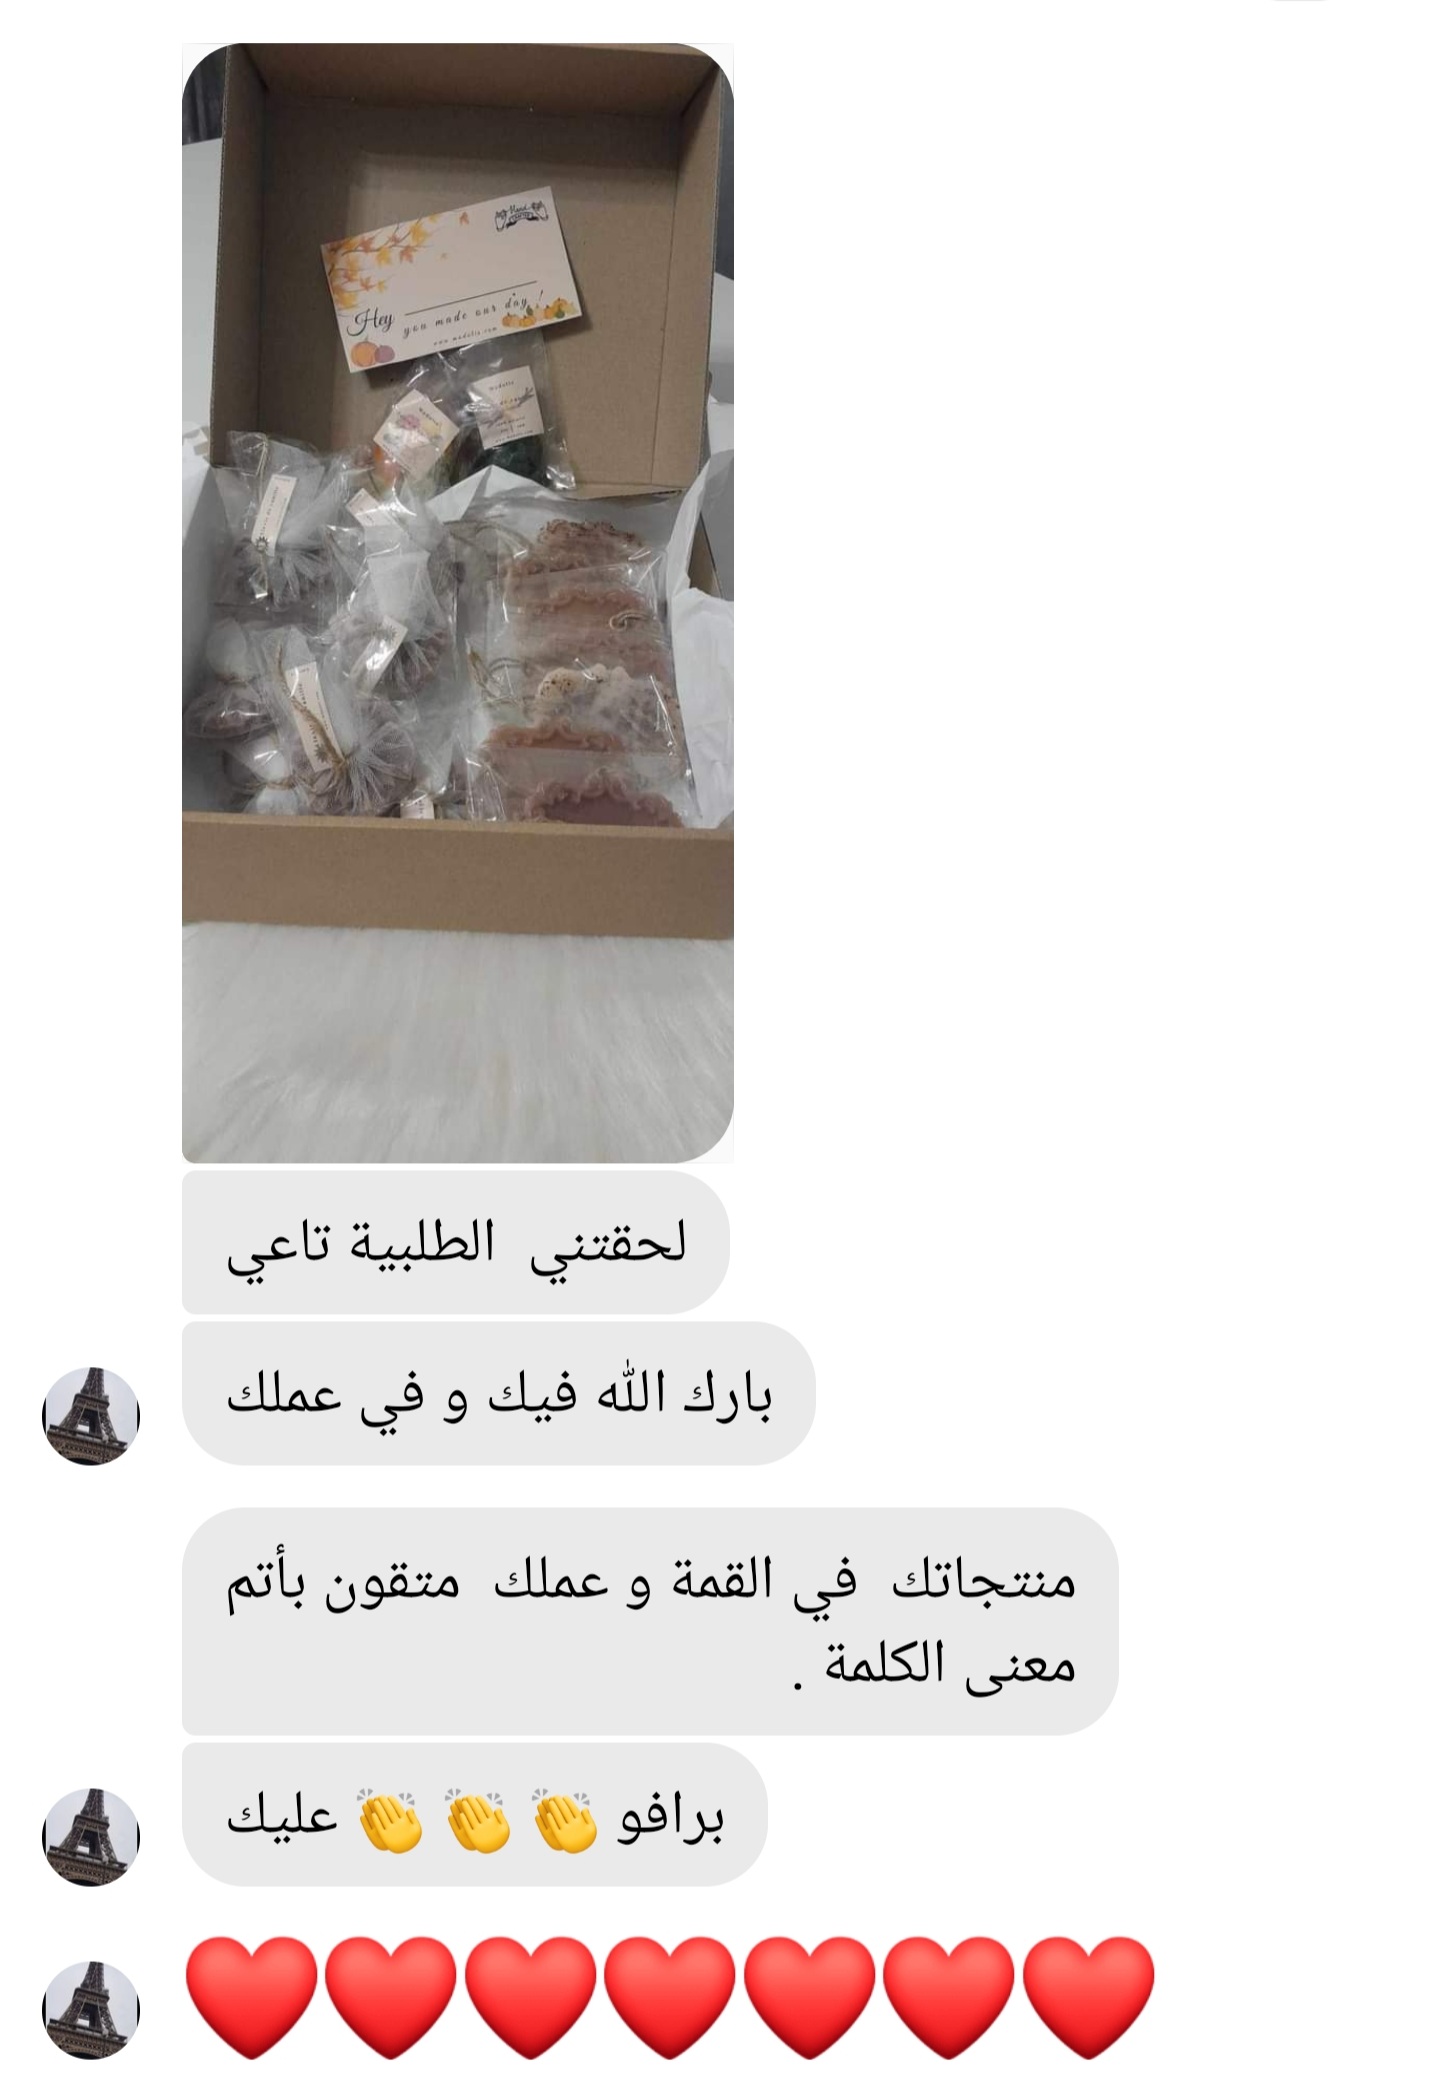 Hand
Hey
you made our day !
لحقتني الطلبية تاعي
بارك الله فيك و في عملك
منتجاتك في القمة و عملك متقون بأتم
معنى الكلمة .
برافو 👏 👏 👏 عليك
❤️❤️❤️❤️❤️❤️❤️